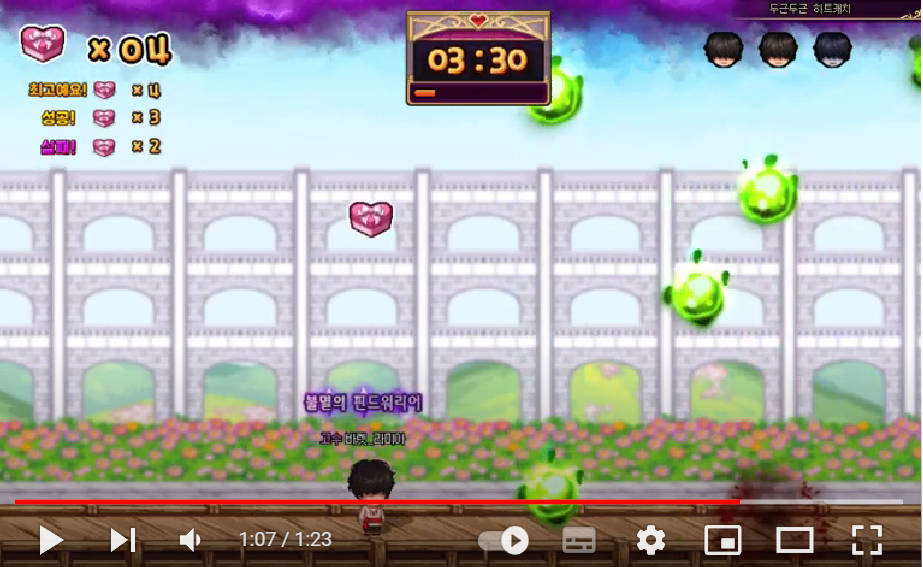 두근두근 하트캐치
× 04
03 : 30
최고예요! × 4
성공! × 3
실패! × 2
불멸의 핀드워리어
1:07 / 1:23